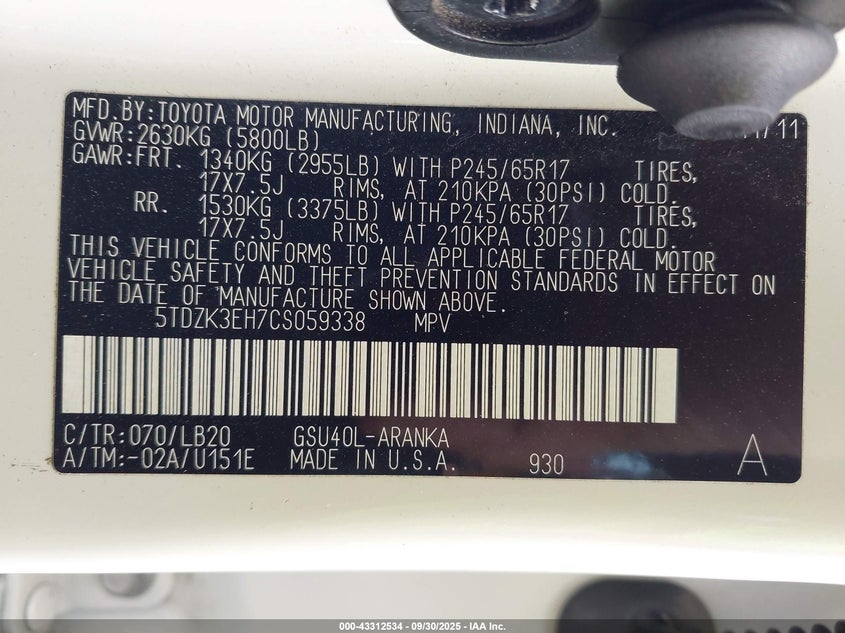 MFD.BY:TOYOTA MOTOR MANUFACTURING, INDIANA, INC. /11
GVWR:2630KG (5800LB)
GAWR:FRT. 1340KG (2955LB) WITH P245/65R17 TIRES,
17X7.5J RIMS, AT 210KPA (30PSI) COLD.
RR. 1530KG (3375LB) WITH P245/65R17 TIRES,
17X7.5J RIMS, AT 210KPA (30PSI) COLD.
THIS VEHICLE CONFORMS TO ALL APPLICABLE FEDERAL MOTOR
VEHICLE SAFETY AND THEFT PREVENTION STANDARDS IN EFFECT ON
THE DATE OF MANUFACTURE SHOWN ABOVE.
5TDZK3EH7CS059338 MPV
C/TR:070/LB20 GSU40L-ARANKA
A/TM:-02A/U151E MADE IN U.S.A. 930 A
000-43312534 - 09/30/2025 - IAA Inc.